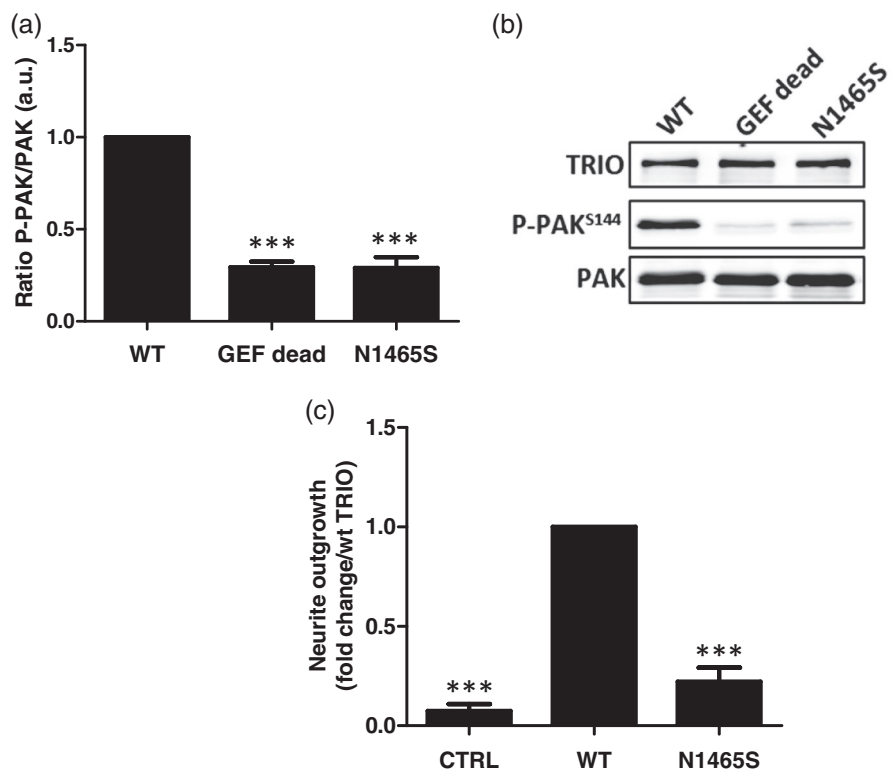 (a)
Ratio P-PAK/PAK (a.u.)
1.5
1.0
0.5
0.0
***
***
WT
GEF dead
N1465S
(b)
WT
GEF dead
N1465S
TRIO
P-PAKS144
PAK
(c)
Neurite outgrowth
(fold change/wt TRIO)
1.5
1.0
0.5
0.0
***
***
CTRL
WT
N1465S